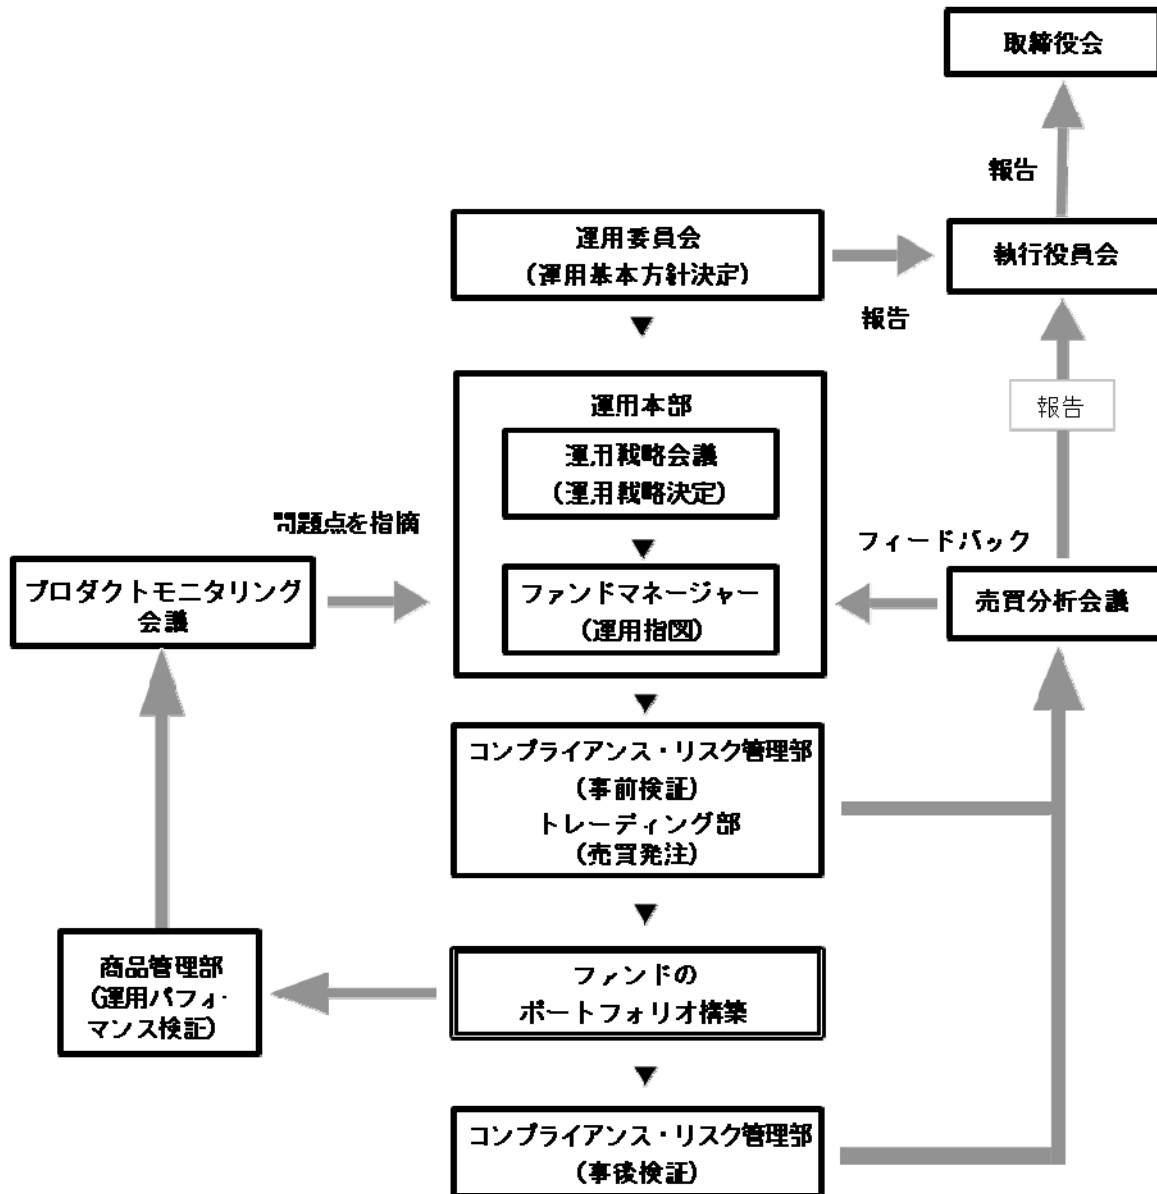 取締役会
報告
運用委員会
(運用基本方針決定)
執行役員会
報告
運用本部
報告
運用戦略会議
(運用戦略決定)
問題点を指摘
フィードバック
プロダクトモニタリング
会議
ファンドマネージャー
(運用指図)
売買分析会議
コンプライアンス・リスク管理部
(事前検証)
トレーディング部
(売買発注)
商品管理部
(運用パフォ-
マンス検証)
ファンドの
ポートフォリオ構築
コンプライアンス・リスク管理部
(事後検証)